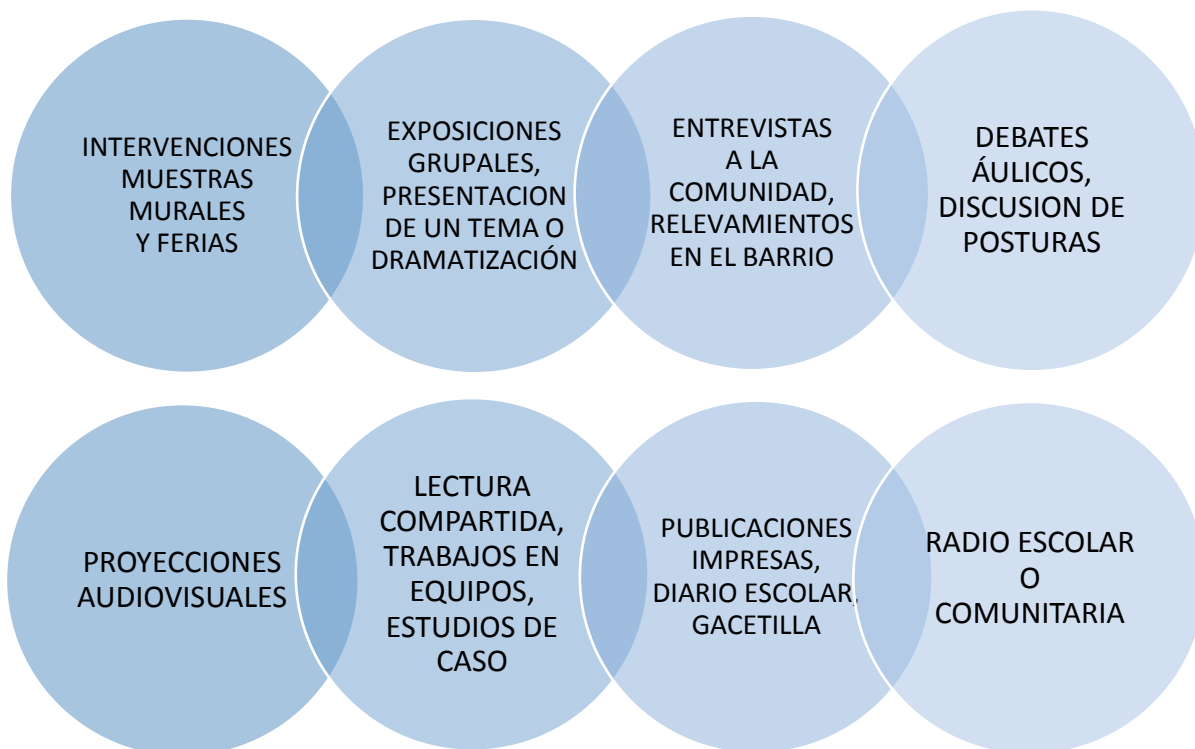 INTERVENCIONES
MUESTRAS
MURALES
Y FERIAS
EXPOSICIONES
GRUPALES,
PRESENTACION
DE UN TEMA O
DRAMATIZACIÓN
ENTREVISTAS
A LA
COMUNIDAD,
RELEVAMIENTOS
EN EL BARRIO
DEBATES
ÁULICOS,
DISCUSION DE
POSTURAS
PROYECCIONES
AUDIOVISUALES
LECTURA
COMPARTIDA,
TRABAJOS EN
EQUIPOS,
ESTUDIOS DE
CASO
PUBLICACIONES
IMPRESAS,
DIARIO ESCOLAR,
GACETILLA
RADIO ESCOLAR
O
COMUNITARIA